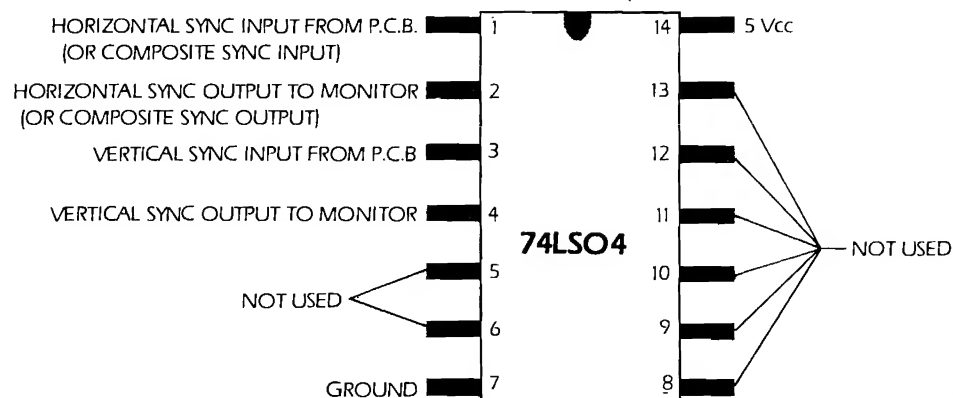 HORIZONTAL SYNC INPUT FROM P.C.B.
(OR COMPOSITE SYNC INPUT)
1
14
5 Vcc
HORIZONTAL SYNC OUTPUT TO MONITOR
(OR COMPOSITE SYNC OUTPUT)
2
13
VERTICAL SYNC INPUT FROM P.C.B
3
12
VERTICAL SYNC OUTPUT TO MONITOR
4
11
74LSO4
NOT USED
5
10
NOT USED
6
9
GROUND
7
8